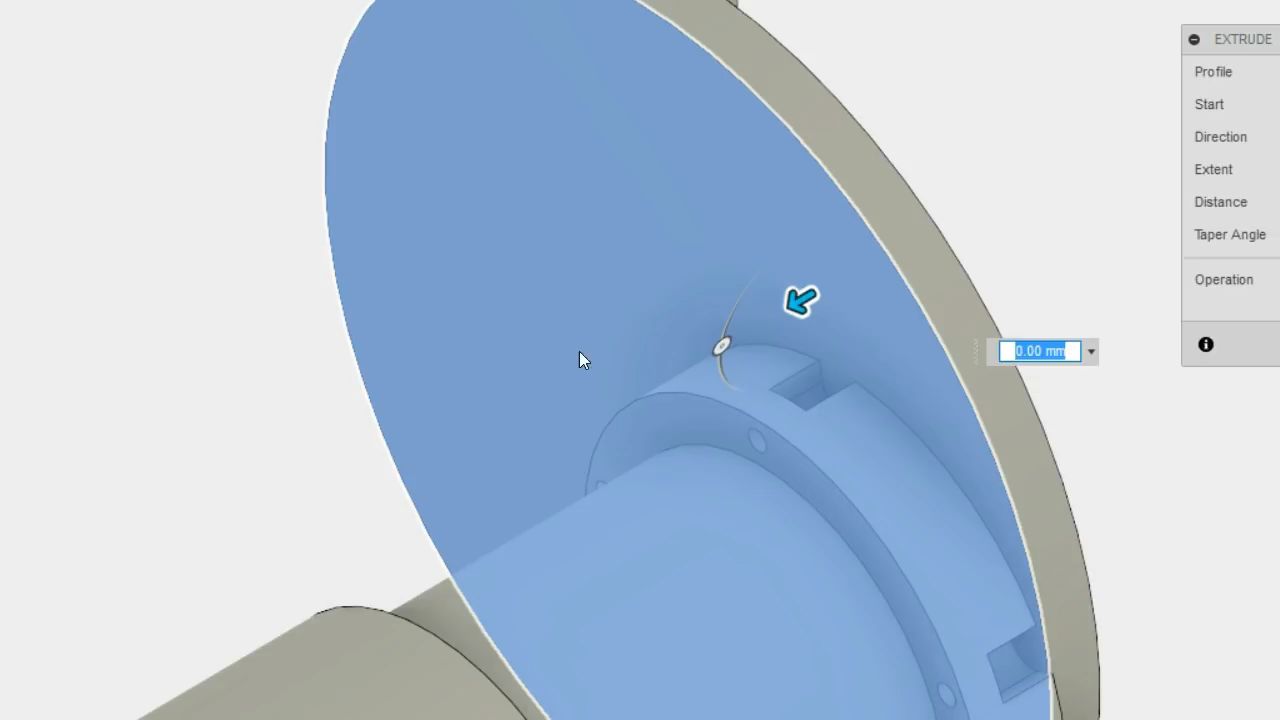 EXTRUDE
Profile
Start
Direction
Extent
Distance
Taper Angle
Operation
0.00 mm